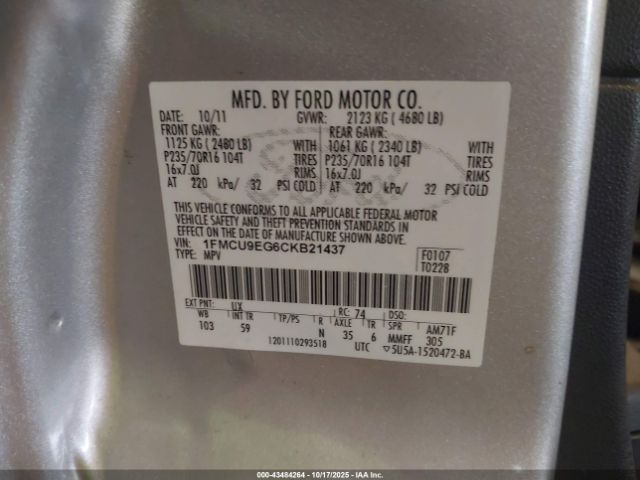 MFD. BY FORD MOTOR CO.
DATE: 10/11 GVWR: 2123 KG ( 4680 LB)
FRONT GAWR: REAR GAWR:
1125 KG ( 2480 LB) WITH 1061 KG ( 2340 LB) WITH
P235/70R16 104T TIRES P235/70R16 104T TIRES
16x7.0J RIMS 16x7.0J RIMS
AT 220 kPa/ 32 PSI COLD AT 220 kPa/ 32 PSI COLD
THIS VEHICLE CONFORMS TO ALL APPLICABLE FEDERAL MOTOR
VEHICLE SAFETY AND THEFT PREVENTION STANDARDS IN EFFECT
ON THE DATE OF MANUFACTURE SHOWN ABOVE.
VIN: 1FMCU9EG6CKB21437
TYPE: MPV
F0107
T0228
EXT PNT: UX RC: 74 DSO:
WB INT TR TP/PS R AXLE TR SPR AM71F
103 59 N 35 6 MMFF 305
1201110293518 UTC ▽5U5A-1520472-BA
000-43484264 - 10/17/2025 - IAA Inc.